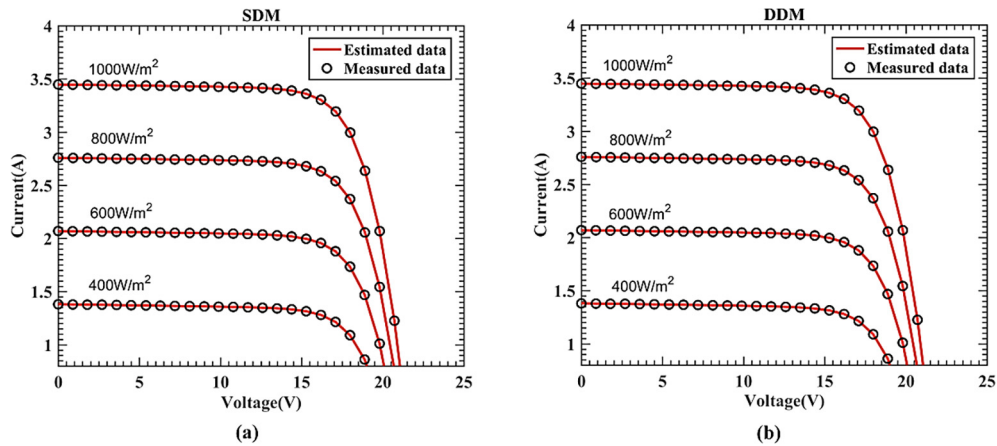 SDM
4
3.5
3
2.5
2
1.5
1
Current(A)
Estimated data
Measured data
1000W/m²
800W/m²
600W/m²
400W/m²
0 5 10 15 20 25
Voltage(V)
(a)
DDM
4
3.5
3
2.5
2
1.5
1
Current(A)
Estimated data
Measured data
1000W/m²
800W/m²
600W/m²
400W/m²
0 5 10 15 20 25
Voltage(V)
(b)